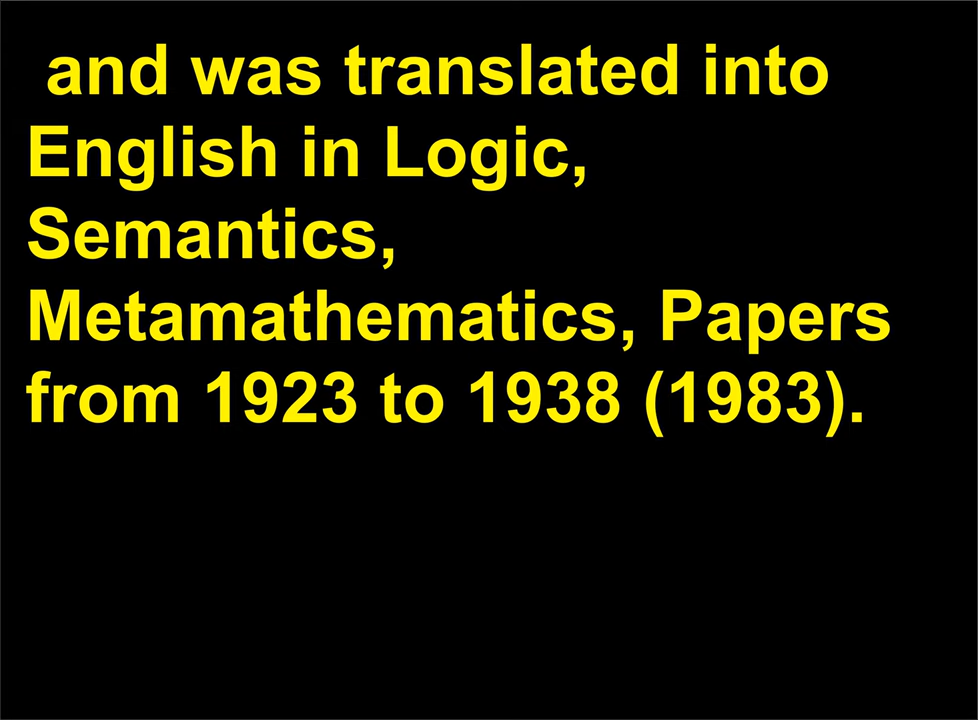 and was translated into
English in Logic,
Semantics,
Metamathematics, Papers
from 1923 to 1938 (1983).